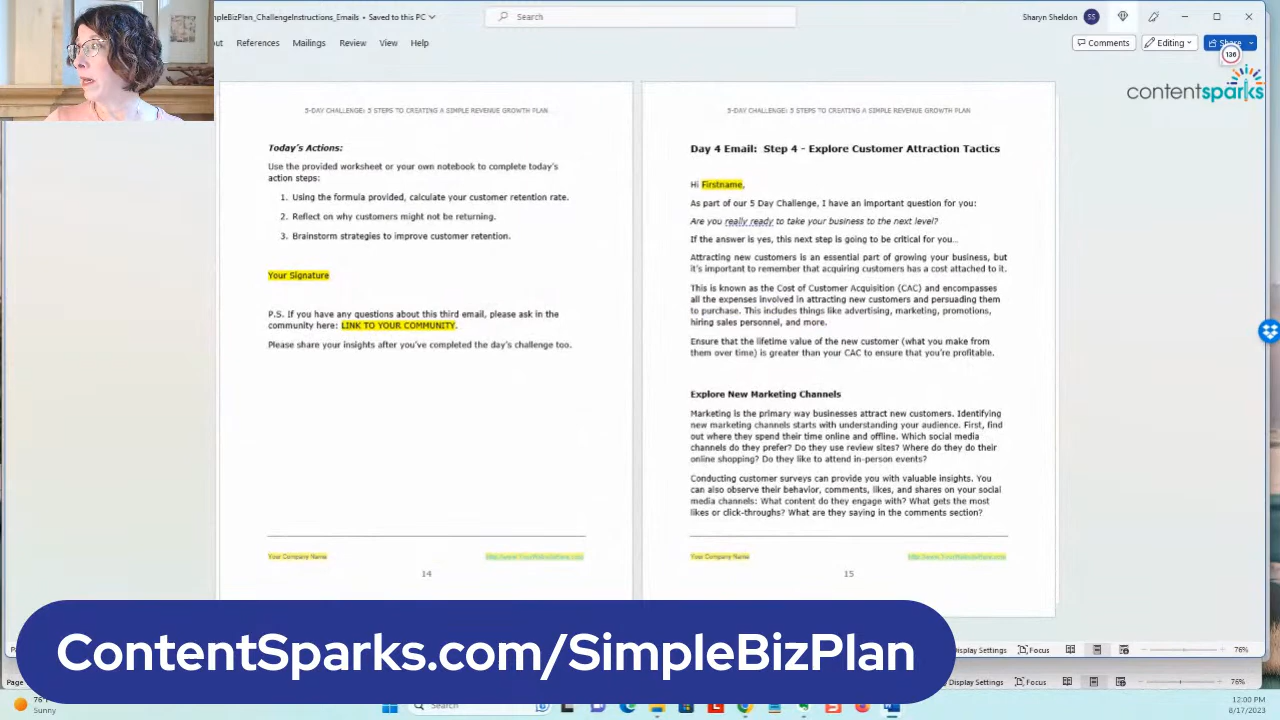 mpleBizPlan_ChallengeInstructions_Emails • Saved to this PC
Search
Sharyn Sheldon
SS
out References Mailings Review View Help
Comments
Editing
Share
136
contentsparks
5-DAY CHALLENGE: 5 STEPS TO CREATING A SIMPLE REVENUE GROWTH PLAN
Today's Actions:
Use the provided worksheet or your own notebook to complete today's
action steps:
1. Using the formula provided, calculate your customer retention rate.
2. Reflect on why customers might not be returning.
3. Brainstorm strategies to improve customer retention.
Your Signature
P.S. If you have any questions about this third email, please ask in the
community here: LINK TO YOUR COMMUNITY.
Please share your insights after you've completed the day's challenge too.
Your Company Name
http://www.YourWebsiteHere.com
14
5-DAY CHALLENGE: 5 STEPS TO CREATING A SIMPLE REVENUE GROWTH PLAN
Day 4 Email: Step 4 - Explore Customer Attraction Tactics
Hi Firstname,
As part of our 5 Day Challenge, I have an important question for you:
Are you really ready to take your business to the next level?
If the answer is yes, this next step is going to be critical for you…
Attracting new customers is an essential part of growing your business, but
it's important to remember that acquiring customers has a cost attached to it.
This is known as the Cost of Customer Acquisition (CAC) and encompasses
all the expenses involved in attracting new customers and persuading them
to purchase. This includes things like advertising, marketing, promotions,
hiring sales personnel, and more.
Ensure that the lifetime value of the new customer (what you make from
them over time) is greater than your CAC to ensure that you're profitable.
Explore New Marketing Channels
Marketing is the primary way businesses attract new customers. Identifying
new marketing channels starts with understanding your audience. First, find
out where they spend their time online and offline. Which social media
channels do they prefer? Do they use review sites? Where do they do their
online shopping? Do they like to attend in-person events?
Conducting customer surveys can provide you with valuable insights. You
can also observe their behavior, comments, likes, and shares on your social
media channels: What content do they engage with? What gets the most
likes or click-throughs? What are they saying in the comments section?
Your Company Name
http://www.YourWebsiteHere.com
15
ContentSparks.com/SimpleBizPlan
Display Settings Focus 76%
Page
Display Settings Focus 76%
Sunny
Search
12:00 PM
8/17/2023